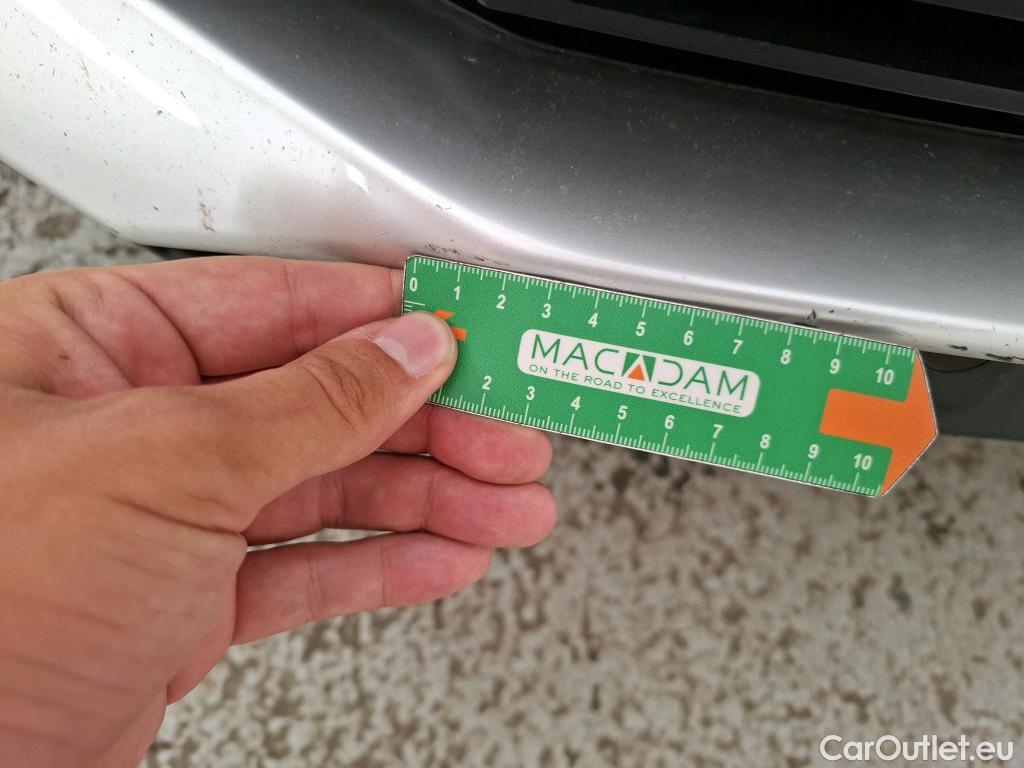 0 1 2 3 4 5 6 7 8 9 10
MACADAM
ON THE ROAD TO EXCELLENCE
2 3 4 5 6 7 8 9 10
CarOutlet.eu